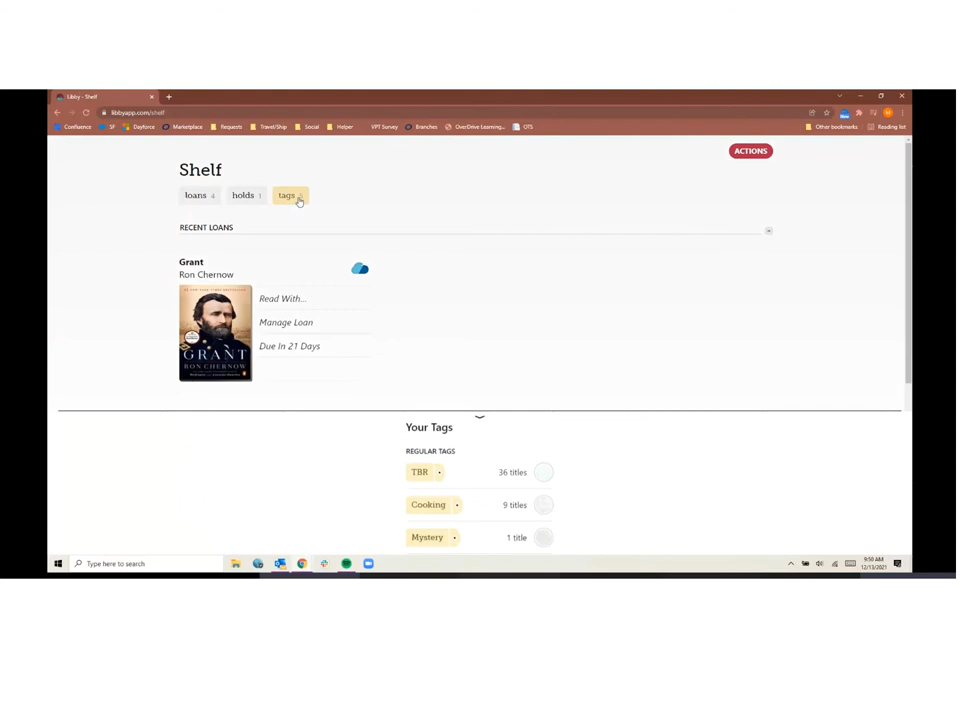 Libby - Shelf
libbyapp.com/shelf
Confluence
SF
Dayforce
Marketplace
Requests
Travel/Ship
Social
Helper
VPT Survey
Branches
OverDrive Learning...
OTS
Other bookmarks
Reading list
ACTIONS
Shelf
loans 4
holds 1
tags
RECENT LOANS
Grant
Ron Chernow
Read With...
Manage Loan
Due In 21 Days
GRANT
RON CHERNOW
Your Tags
REGULAR TAGS
TBR
36 titles
Cooking
9 titles
Mystery
1 title
Type here to search
9:50 AM
12/13/2021